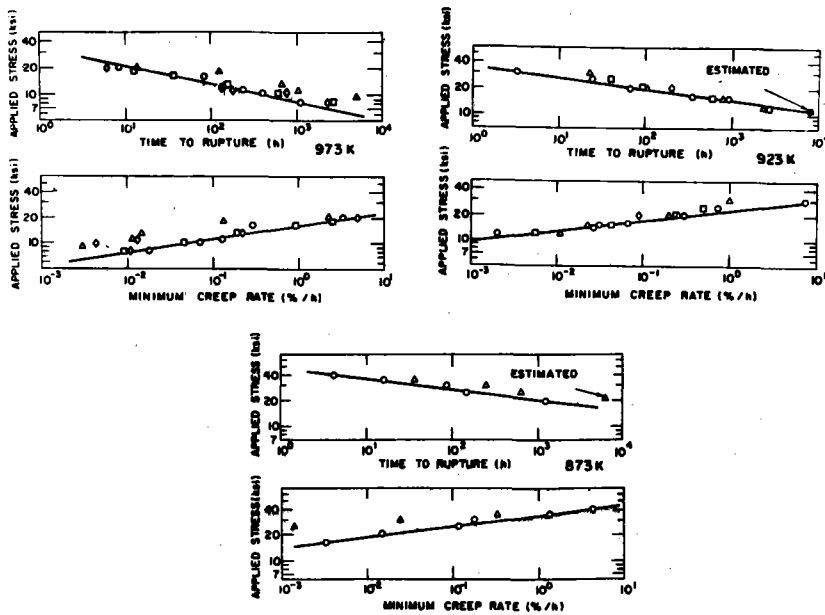 APPLIED STRESS (ksi)
40
20
10
7
10⁰ 10¹ 10² 10³ 10⁴
TIME TO RUPTURE (h) 973 K
APPLIED STRESS (ksi)
40
20
10
10⁻³ 10⁻² 10⁻¹ 10⁰ 10¹
MINIMUM CREEP RATE (%/h)
APPLIED STRESS (ksi)
40
20
10
ESTIMATED
10⁰ 10¹ 10² 10³ 10⁴
TIME TO RUPTURE (h) 923 K
APPLIED STRESS (ksi)
40
20
10
10⁻³ 10⁻² 10⁻¹ 10⁰ 10¹
MINIMUM CREEP RATE (%/h)
APPLIED STRESS (ksi)
40
20
10
7
ESTIMATED
10⁰ 10¹ 10² 10³ 10⁴
TIME TO RUPTURE (h) 873 K
APPLIED STRESS (ksi)
40
20
10
7
10⁻³ 10⁻² 10⁻¹ 10⁰ 10¹
MINIMUM CREEP RATE (%/h)